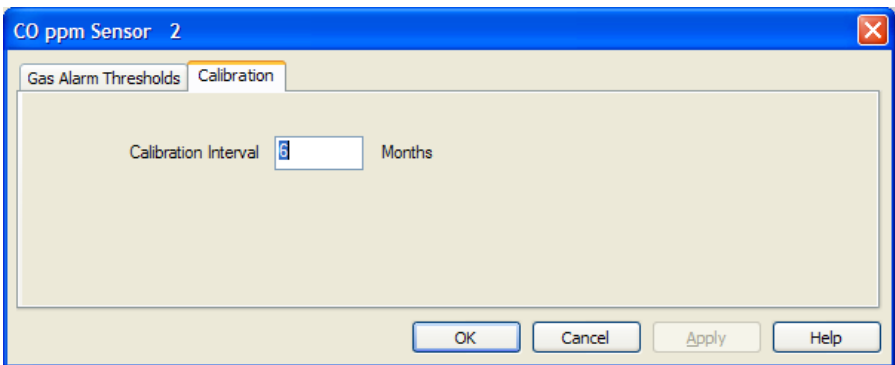 CO ppm Sensor 2
Gas Alarm Thresholds Calibration
Calibration Interval 6 Months
OK Cancel Apply Help